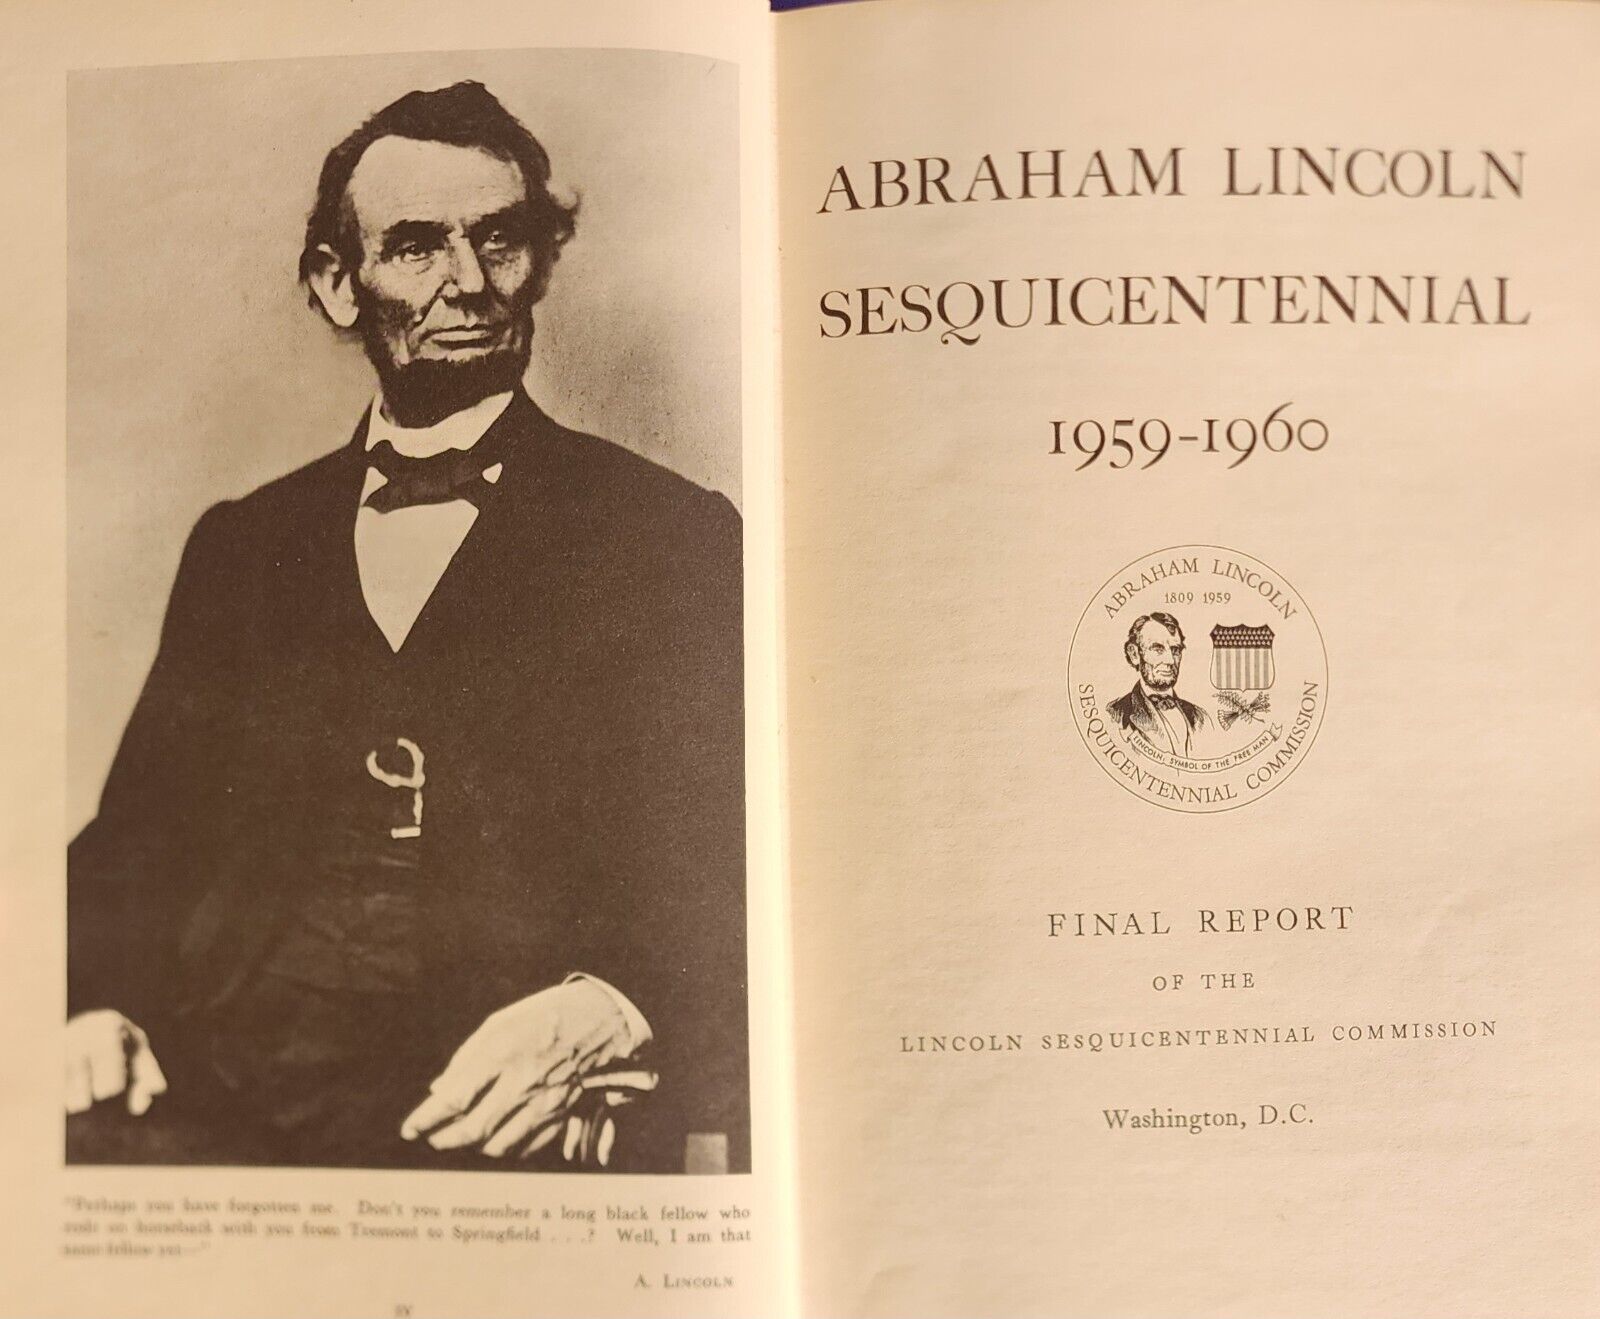 "Perhaps you have forgotten me. Don't you remember a long black fellow who
rode on horseback with you from Tremont to Springfield . . .? Well, I am that
same fellow yet—"
A. LINCOLN
ABRAHAM LINCOLN
SESQUICENTENNIAL
1959-1960
ABRAHAM LINCOLN
1809 1959
LINCOLN: SYMBOL OF THE FREE MAN
SESQUICENTENNIAL COMMISSION
FINAL REPORT
OF THE
LINCOLN SESQUICENTENNIAL COMMISSION
Washington, D.C.